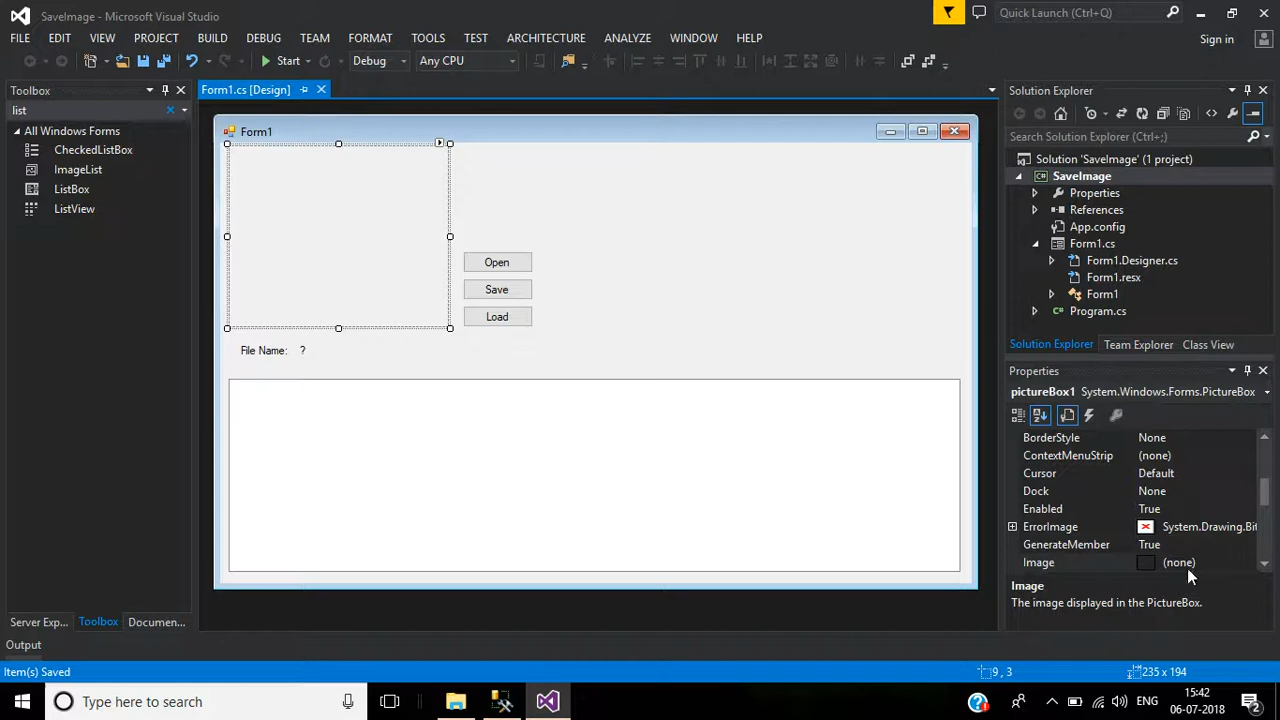 SaveImage - Microsoft Visual Studio
Quick Launch (Ctrl+Q)
FILE EDIT VIEW PROJECT BUILD DEBUG TEAM FORMAT TOOLS TEST ARCHITECTURE ANALYZE WINDOW HELP
Sign in
Start Debug Any CPU
Toolbox
list
All Windows Forms
CheckedListBox
ImageList
ListBox
ListView
Server Exp... Toolbox Documen...
Form1.cs [Design]
Form1
Open
Save
Load
File Name: ?
Solution Explorer
Search Solution Explorer (Ctrl+;)
Solution 'SaveImage' (1 project)
SaveImage
Properties
References
App.config
Form1.cs
Form1.Designer.cs
Form1.resx
Form1
Program.cs
Solution Explorer Team Explorer Class View
Properties
pictureBox1 System.Windows.Forms.PictureBox
BorderStyle None
ContextMenuStrip (none)
Cursor Default
Dock None
Enabled True
ErrorImage System.Drawing.Bit
GenerateMember True
Image (none)
Image
The image displayed in the PictureBox.
Output
Item(s) Saved
9 , 3
235 x 194
Type here to search
ENG
15:42
06-07-2018
2